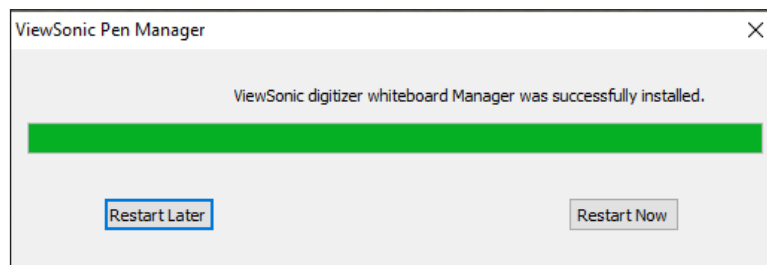 ViewSonic Pen Manager
ViewSonic digitizer whiteboard Manager was successfully installed.
Restart Later
Restart Now